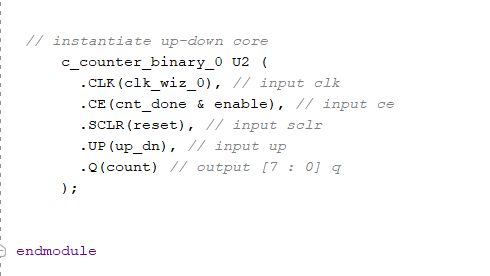 // instantiate up-down core
c_counter_binary_0 U2 (
.CLK(clk_wiz_0), // input clk
.CE(cnt_done & enable), // input ce
.SCLR(reset), // input sclr
.UP(up_dn), // input up
.Q(count) // output [7 : 0] q
);
endmodule